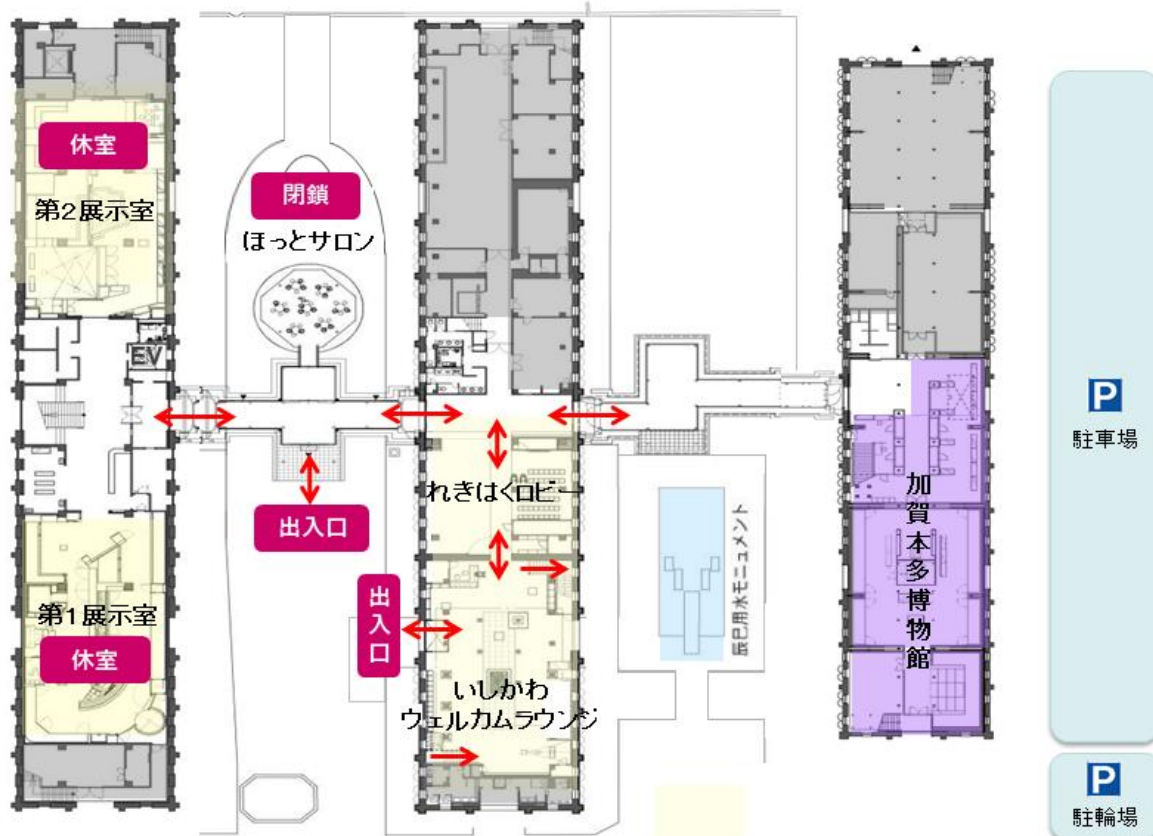 休室
第2展示室
EV
第1展示室
休室
閉鎖
ほっとサロン
出入口
出入口
れきはくロビー
いしかわ
ウェルカムラウンジ
辰巳用水モニュメント
加賀本多博物館
P
駐車場
P
駐輪場